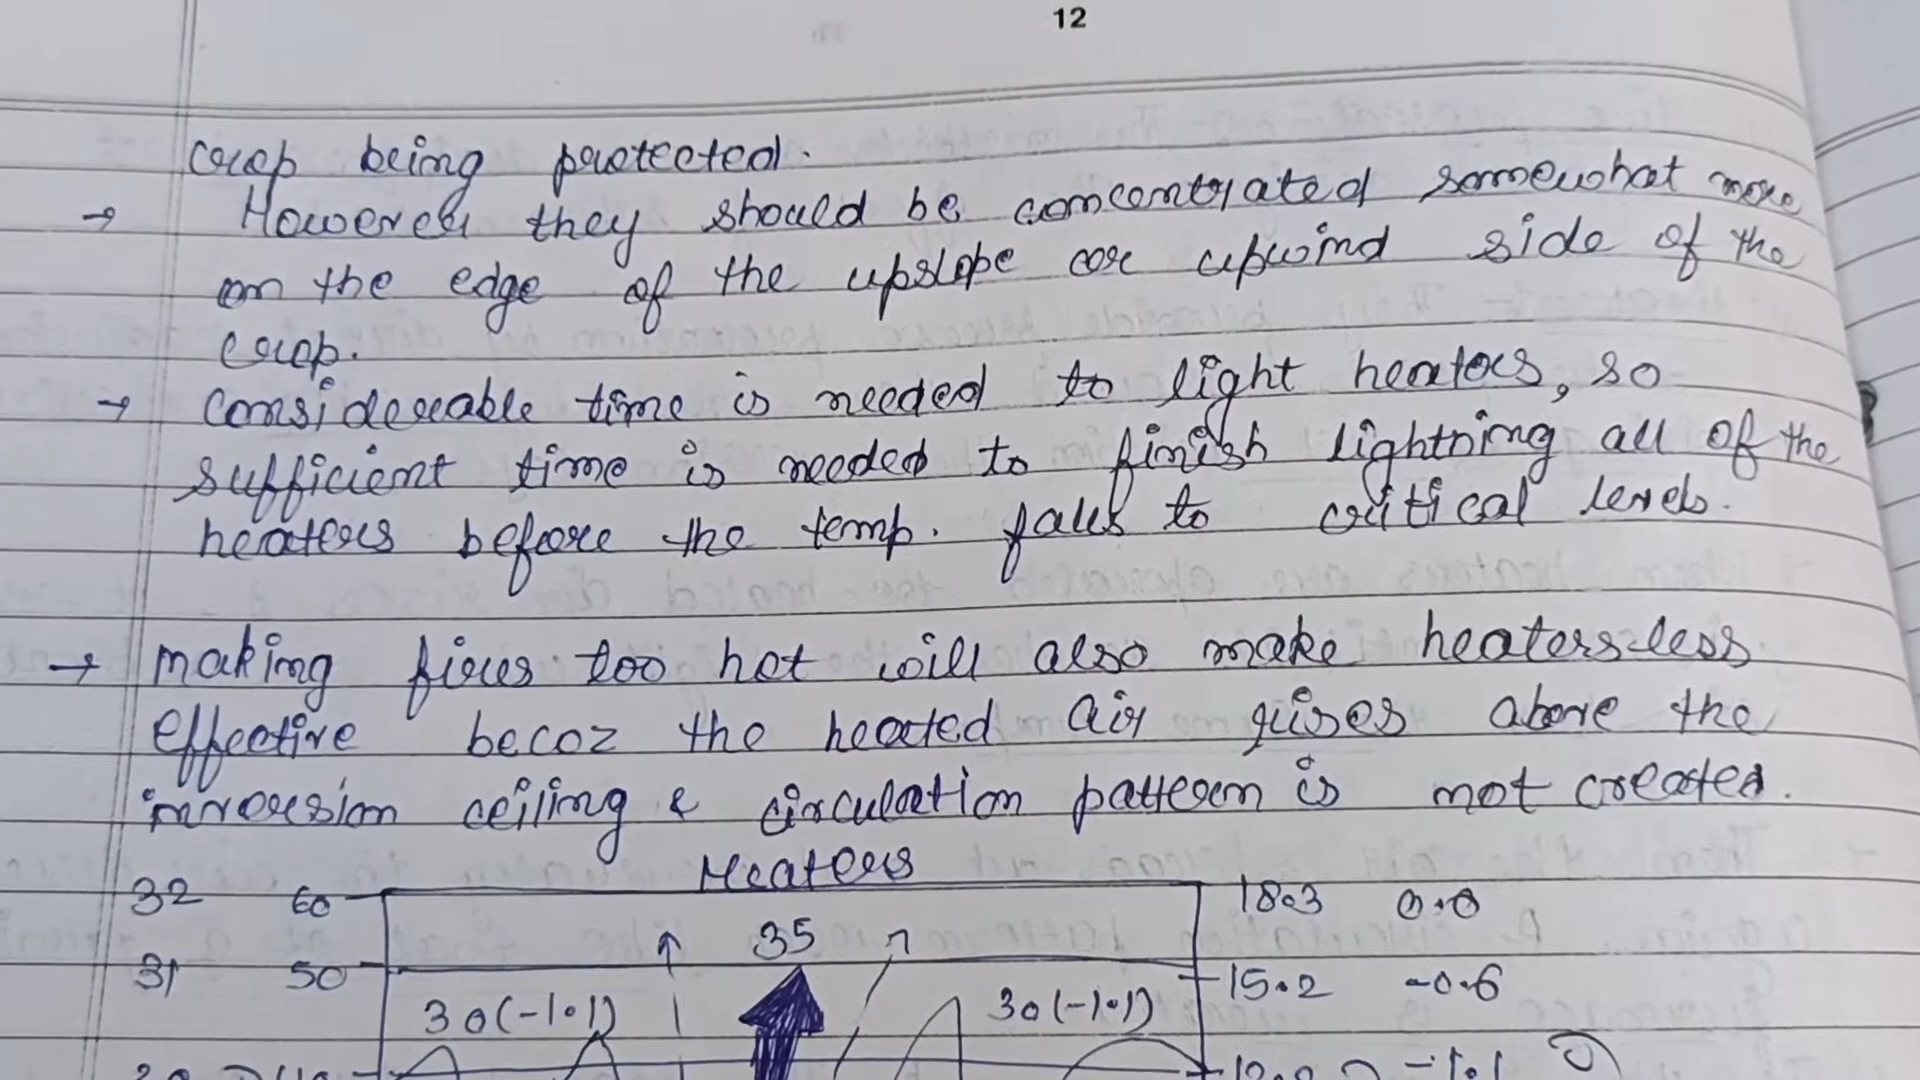 12
crop being protected.
→ However they should be concentrated somewhat more
on the edge of the upslope or upwind side of the
crop.
→ considerable time is needed to light heaters, so
sufficient time is needed to finish lightning all of the
heaters before the temp. falls to critical levels.
→ making fires too hot will also make heaters less
effective becoz the heated air rises above the
inversion ceiling & circulation pattern is not created.
Heaters
32 60 18.3 0.0
35
31 50 15.2 -0.6
30(-1.1) 30(-1.1)
-1.1